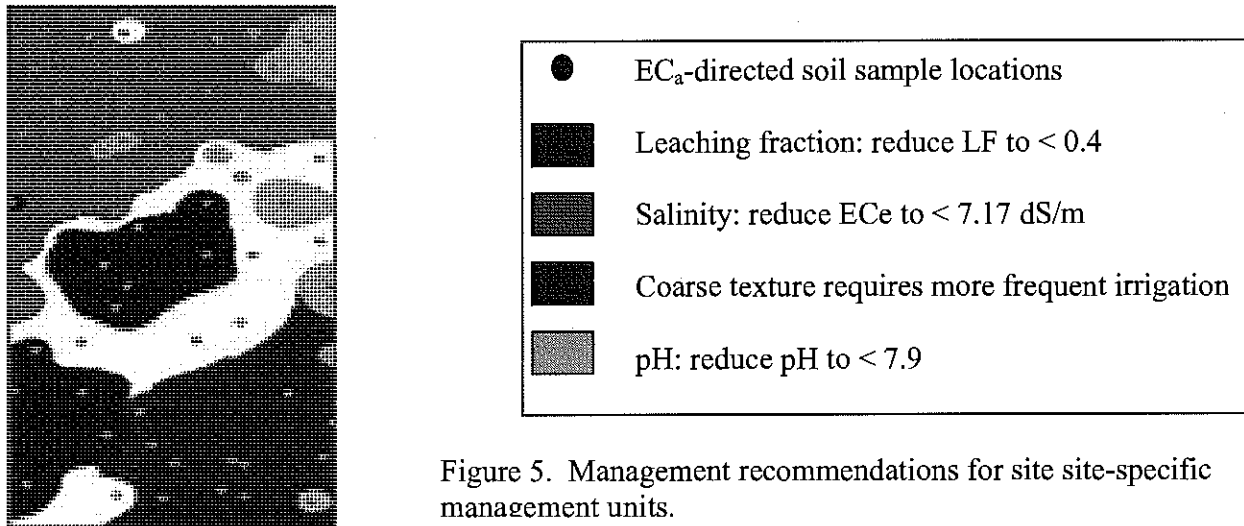 ECa-directed soil sample locations
Leaching fraction: reduce LF to < 0.4
Salinity: reduce ECe to < 7.17 dS/m
Coarse texture requires more frequent irrigation
pH: reduce pH to < 7.9
Figure 5. Management recommendations for site site-specific
management units.